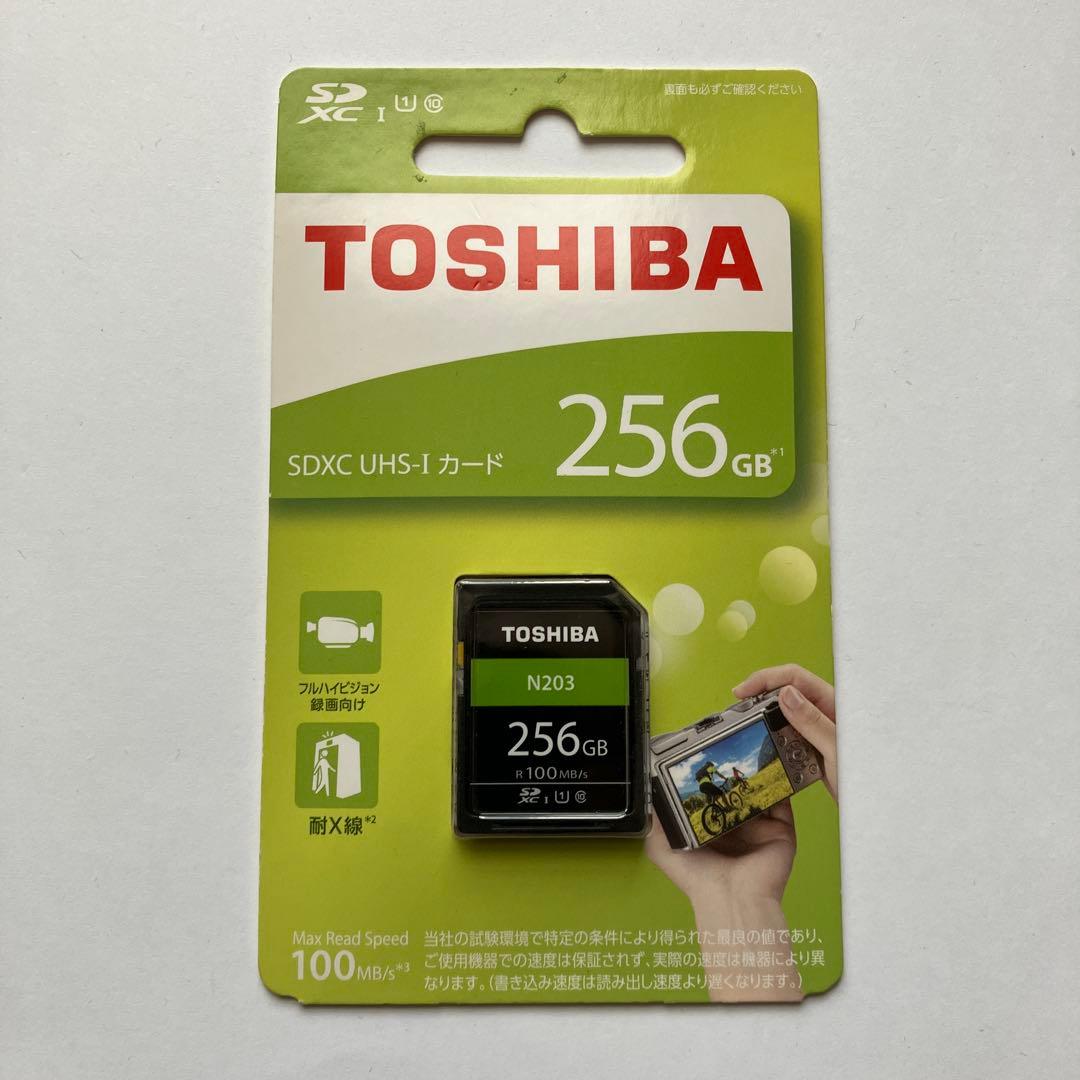 SD XC I U1 10
裏面も必ずご確認ください
TOSHIBA
SDXC UHS-I カード 256GB*1
フルハイビジョン
録画向け
耐X線*2
TOSHIBA
N203
256GB
R 100MB/s
SD XC I U1 10
Max Read Speed
100MB/s*3
当社の試験環境で特定の条件により得られた最良の値であり、
ご使用機器での速度は保証されず、実際の速度は機器により異
なります。(書き込み速度は読み出し速度より遅くなります。)